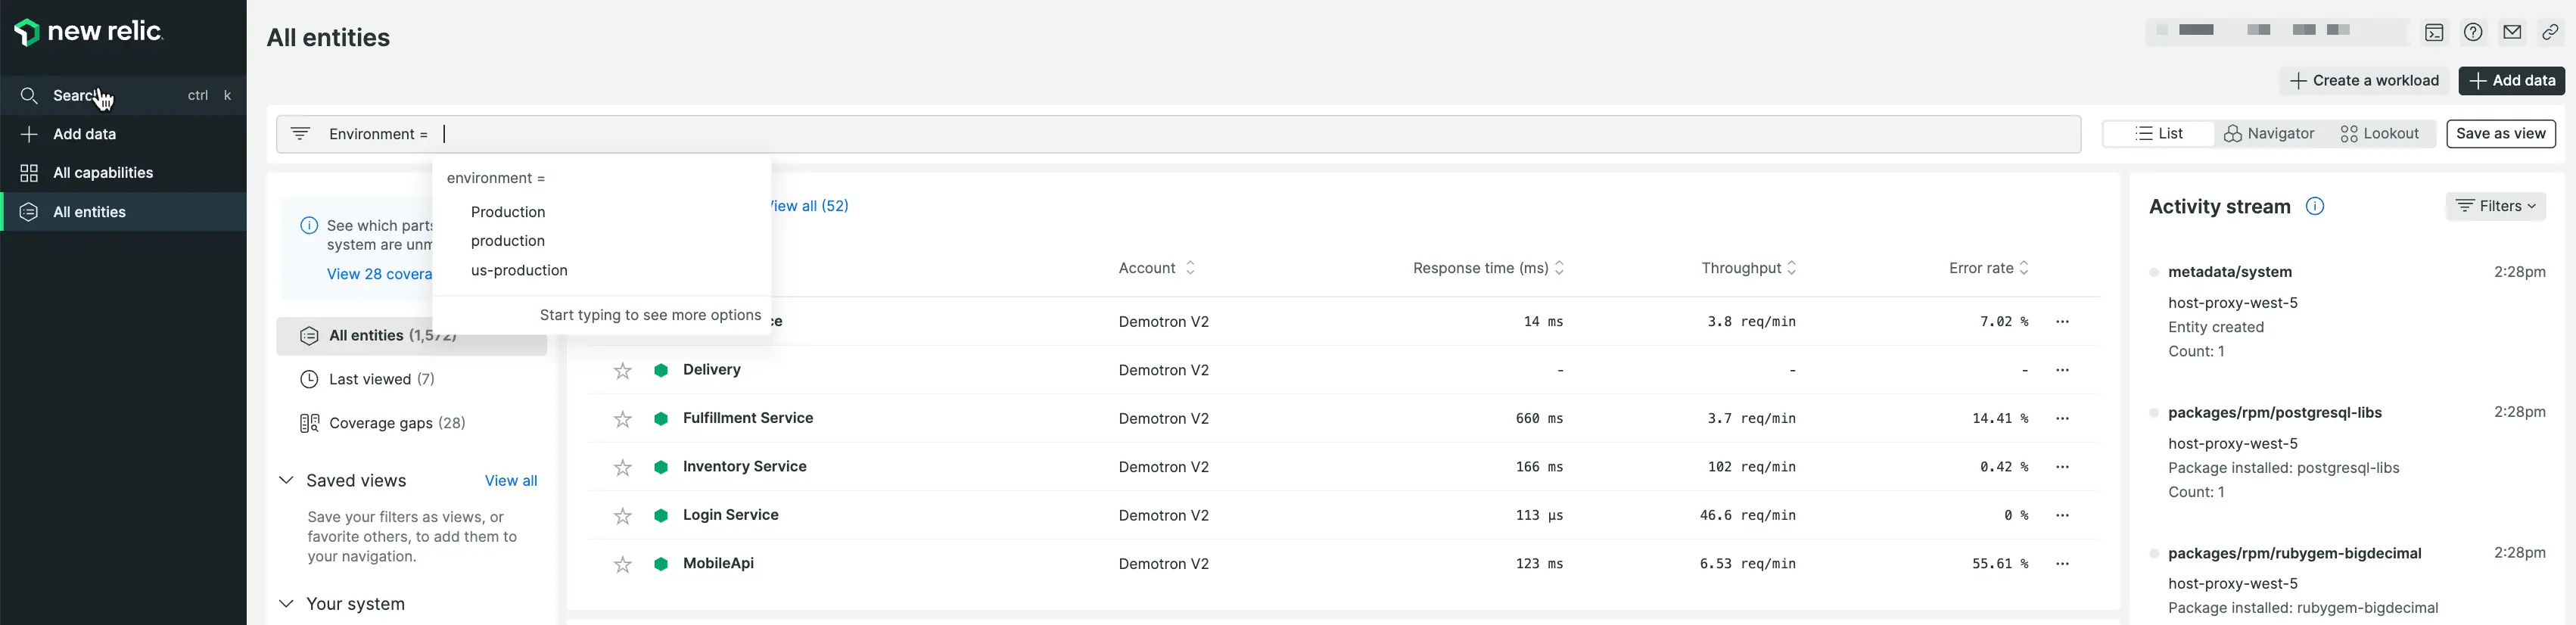 new relic.
Search
ctrl k
Add data
All capabilities
All entities
All entities
Create a workload
Add data
Environment =
List
Navigator
Lookout
Save as view
environment =
Production
production
us-production
Start typing to see more options
See which parts
system are
View 28
All entities (1,572)
Last viewed (7)
Coverage gaps (28)
Saved views
View all
Save your filters as views, or
favorite others, to add them to
your navigation.
Your system
View all (52)
Account
Response time (ms)
Throughput
Error rate
Demotron V2
14 ms
3.8 req/min
7.02 %
Delivery
Demotron V2
-
-
-
Fulfillment Service
Demotron V2
660 ms
3.7 req/min
14.41 %
Inventory Service
Demotron V2
166 ms
102 req/min
0.42 %
Login Service
Demotron V2
113 µs
46.6 req/min
0 %
MobileApi
Demotron V2
123 ms
6.53 req/min
55.61 %
Activity stream
Filters
metadata/system
2:28pm
host-proxy-west-5
Entity created
Count: 1
packages/rpm/postgresql-libs
2:28pm
host-proxy-west-5
Package installed: postgresql-libs
Count: 1
packages/rpm/rubygem-bigdecimal
2:28pm
host-proxy-west-5
Package installed: rubygem-bigdecimal